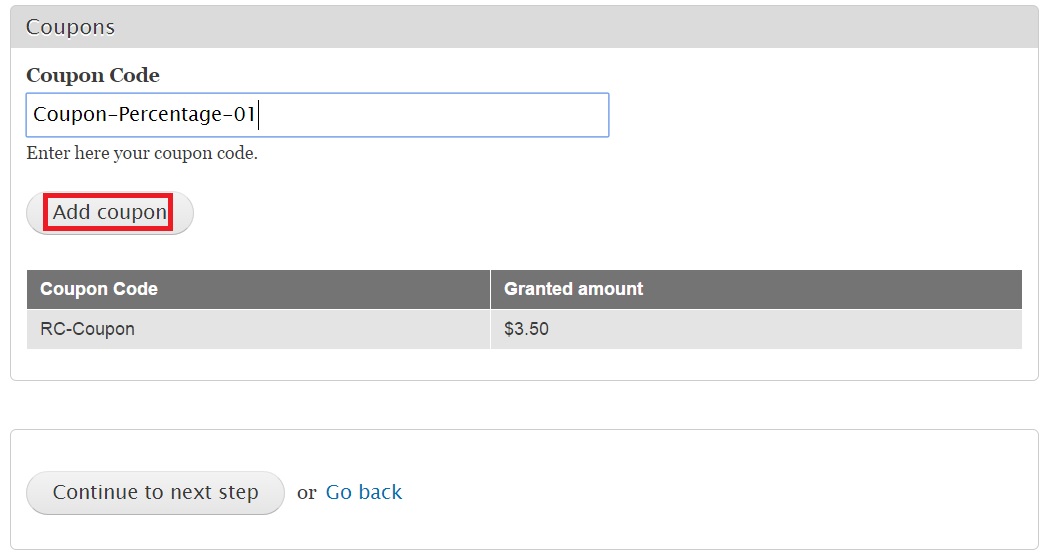 Coupons
Coupon Code
Coupon-Percentage-01
Enter here your coupon code.
Add coupon
Coupon Code Granted amount
RC-Coupon $3.50
Continue to next step or Go back